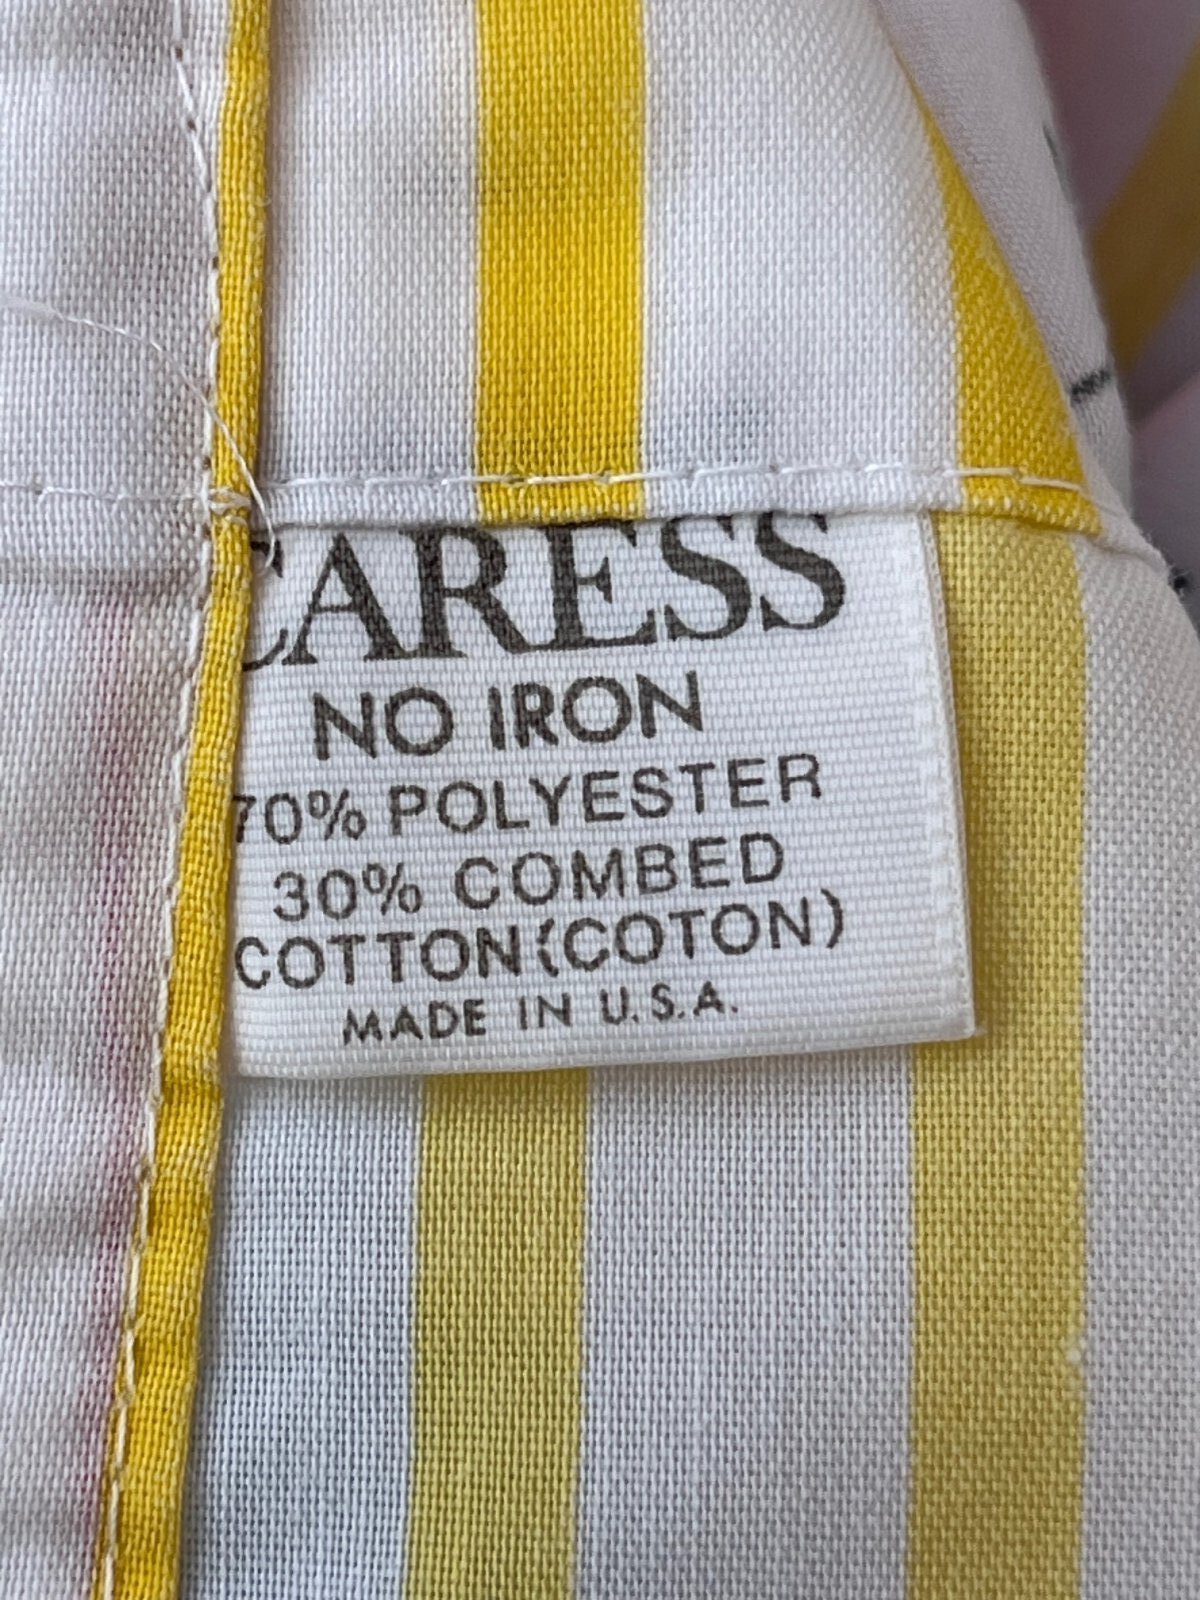 CARESS
NO IRON
70% POLYESTER
30% COMBED
COTTON(COTON)
MADE IN U.S.A.